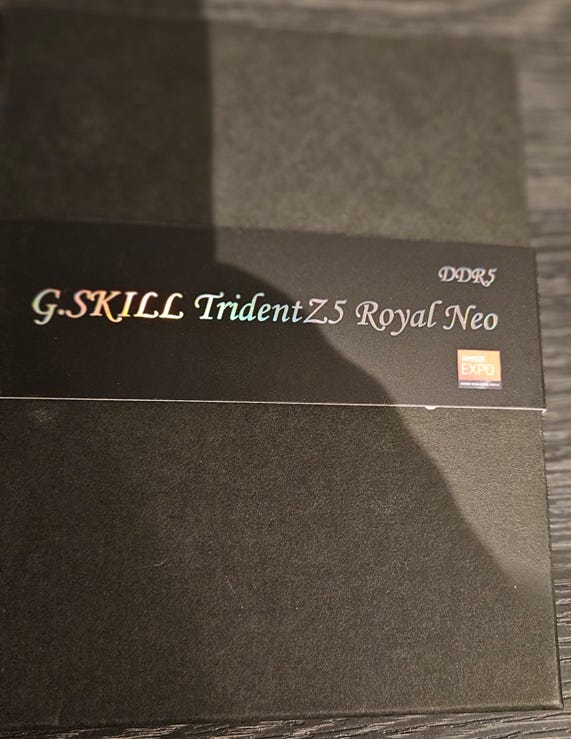 DDR5
G.SKILL TridentZ5 Royal Neo
AMD
EXPO